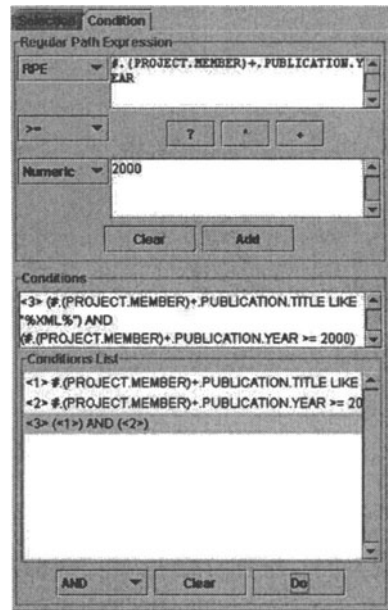 Selection Condition
Regular Path Expression
RPE
#.(PROJECT.MEMBER)+.PUBLICATION.Y
EAR
>=
? * +
Numeric 2000
Clear Add
Conditions
<3> (#.(PROJECT.MEMBER)+.PUBLICATION.TITLE LIKE
"%XML%") AND
(#.(PROJECT.MEMBER)+.PUBLICATION.YEAR >= 2000)
Conditions List
<1> #.(PROJECT.MEMBER)+.PUBLICATION.TITLE LIKE
<2> #.(PROJECT.MEMBER)+.PUBLICATION.YEAR >= 20
<3> (<1>) AND (<2>)
AND Clear Do